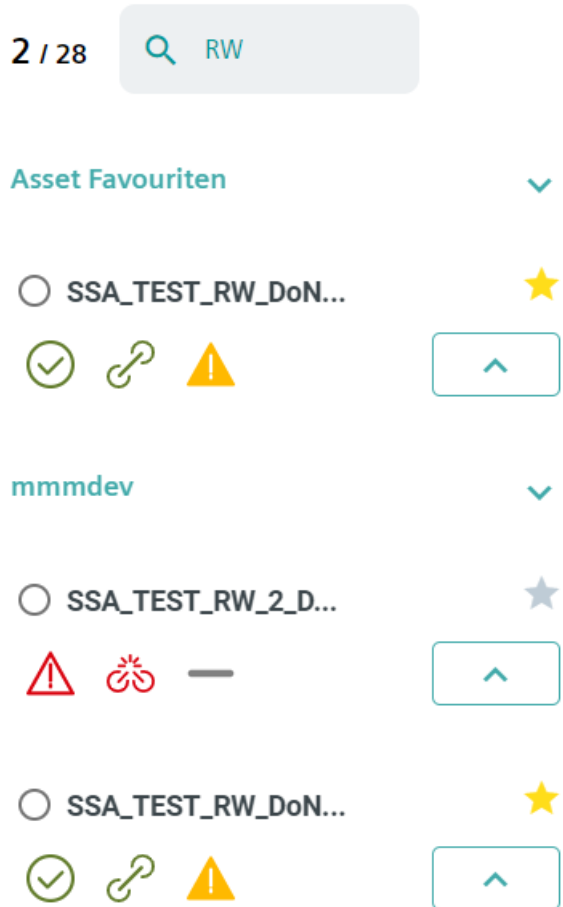 2 / 28
RW
Asset Favouriten
SSA_TEST_RW_DoN...
mmmdev
SSA_TEST_RW_2_D...
SSA_TEST_RW_DoN...